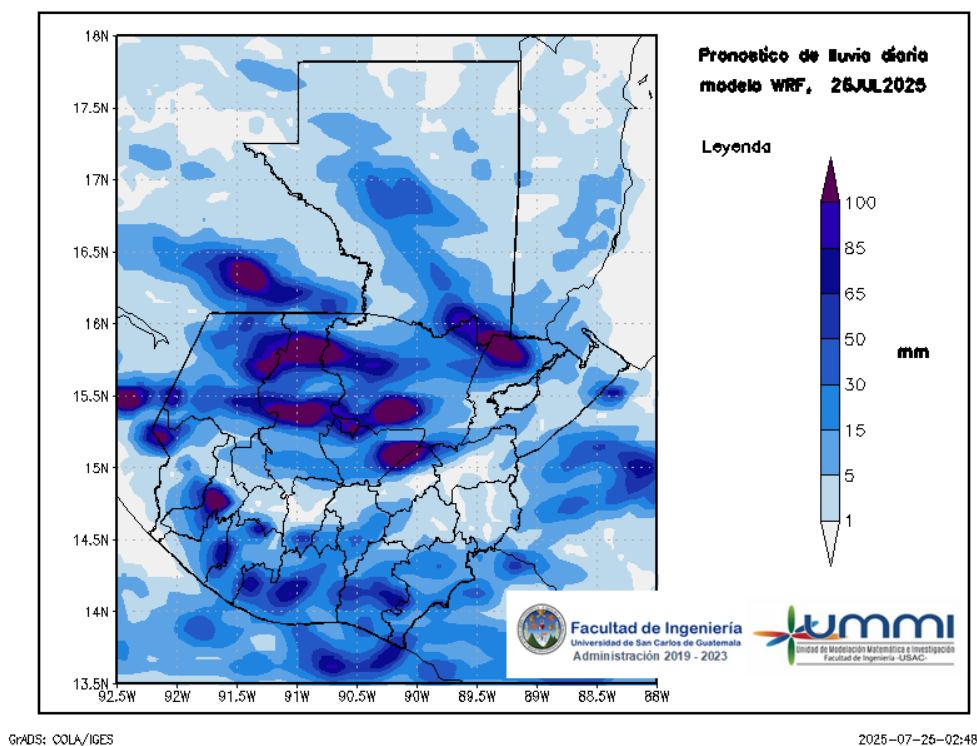 Pronostico de lluvia diaria
modelo WRF, 26JUL2025
Leyenda
100
85
65
50
30
15
5
1
mm
18N
17.5N
17N
16.5N
16N
15.5N
15N
14.5N
14N
13.5N
92.5W
92W
91.5W
91W
90.5W
90W
89.5W
89W
88.5W
88W
Facultad de Ingeniería
Universidad de San Carlos de Guatemala
Administración 2019 - 2023
ummi
Unidad de Modelación Matemática e Investigación
Facultad de Ingeniería -USAC-
GrADS: COLA/IGES
2025-07-26-02:48